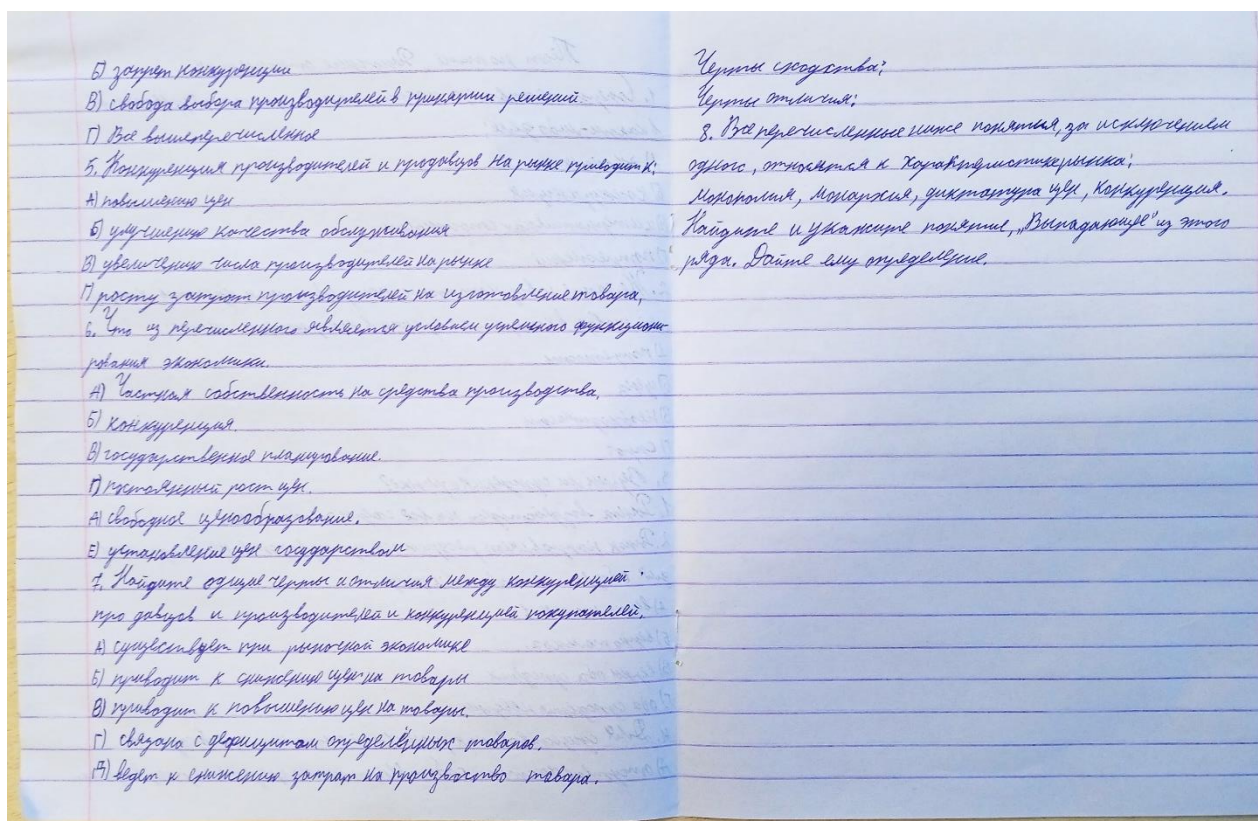 Б) запрет конкуренции
В) свобода выбора производителей в принятии решений
Г) Все вышеперечисленное
5. Конкуренция производителей и продавцов на рынке приводит к:
А) повышению цен
Б) улучшению качества обслуживания
В) увеличению числа производителей на рынке
Г) росту затрат производителей на изготовление товара.
6. Что из перечисленного является условием успешного функциони
рования экономики.
А) Частная собственность на средства производства.
Б) конкуренция.
В) государственное планирование.
Г) постоянный рост цен.
Д) свободное ценообразование.
Е) установление цен государством
7. Найдите общие черты и отличия между конкуренцией
про давцов и производителей и конкуренцией покупателей.
А) существует при рыночной экономике
Б) приводит к снижению цен на товары
В) приводит к повышению цен на товары.
Г) связана с дефицитом определённых товаров.
Д) ведет к снижению затрат на произвоство товара.
Черты сходства:
Черты отличия:
8. Все перечисленные ниже понятия, за исключением
одного, относятся к характеристике рынка:
Монополия, Монархия, диктатура цен, Конкуренция.
Найдите и укажите понятие, „Выпадающее" из этого
ряда. Дайте ему определение.